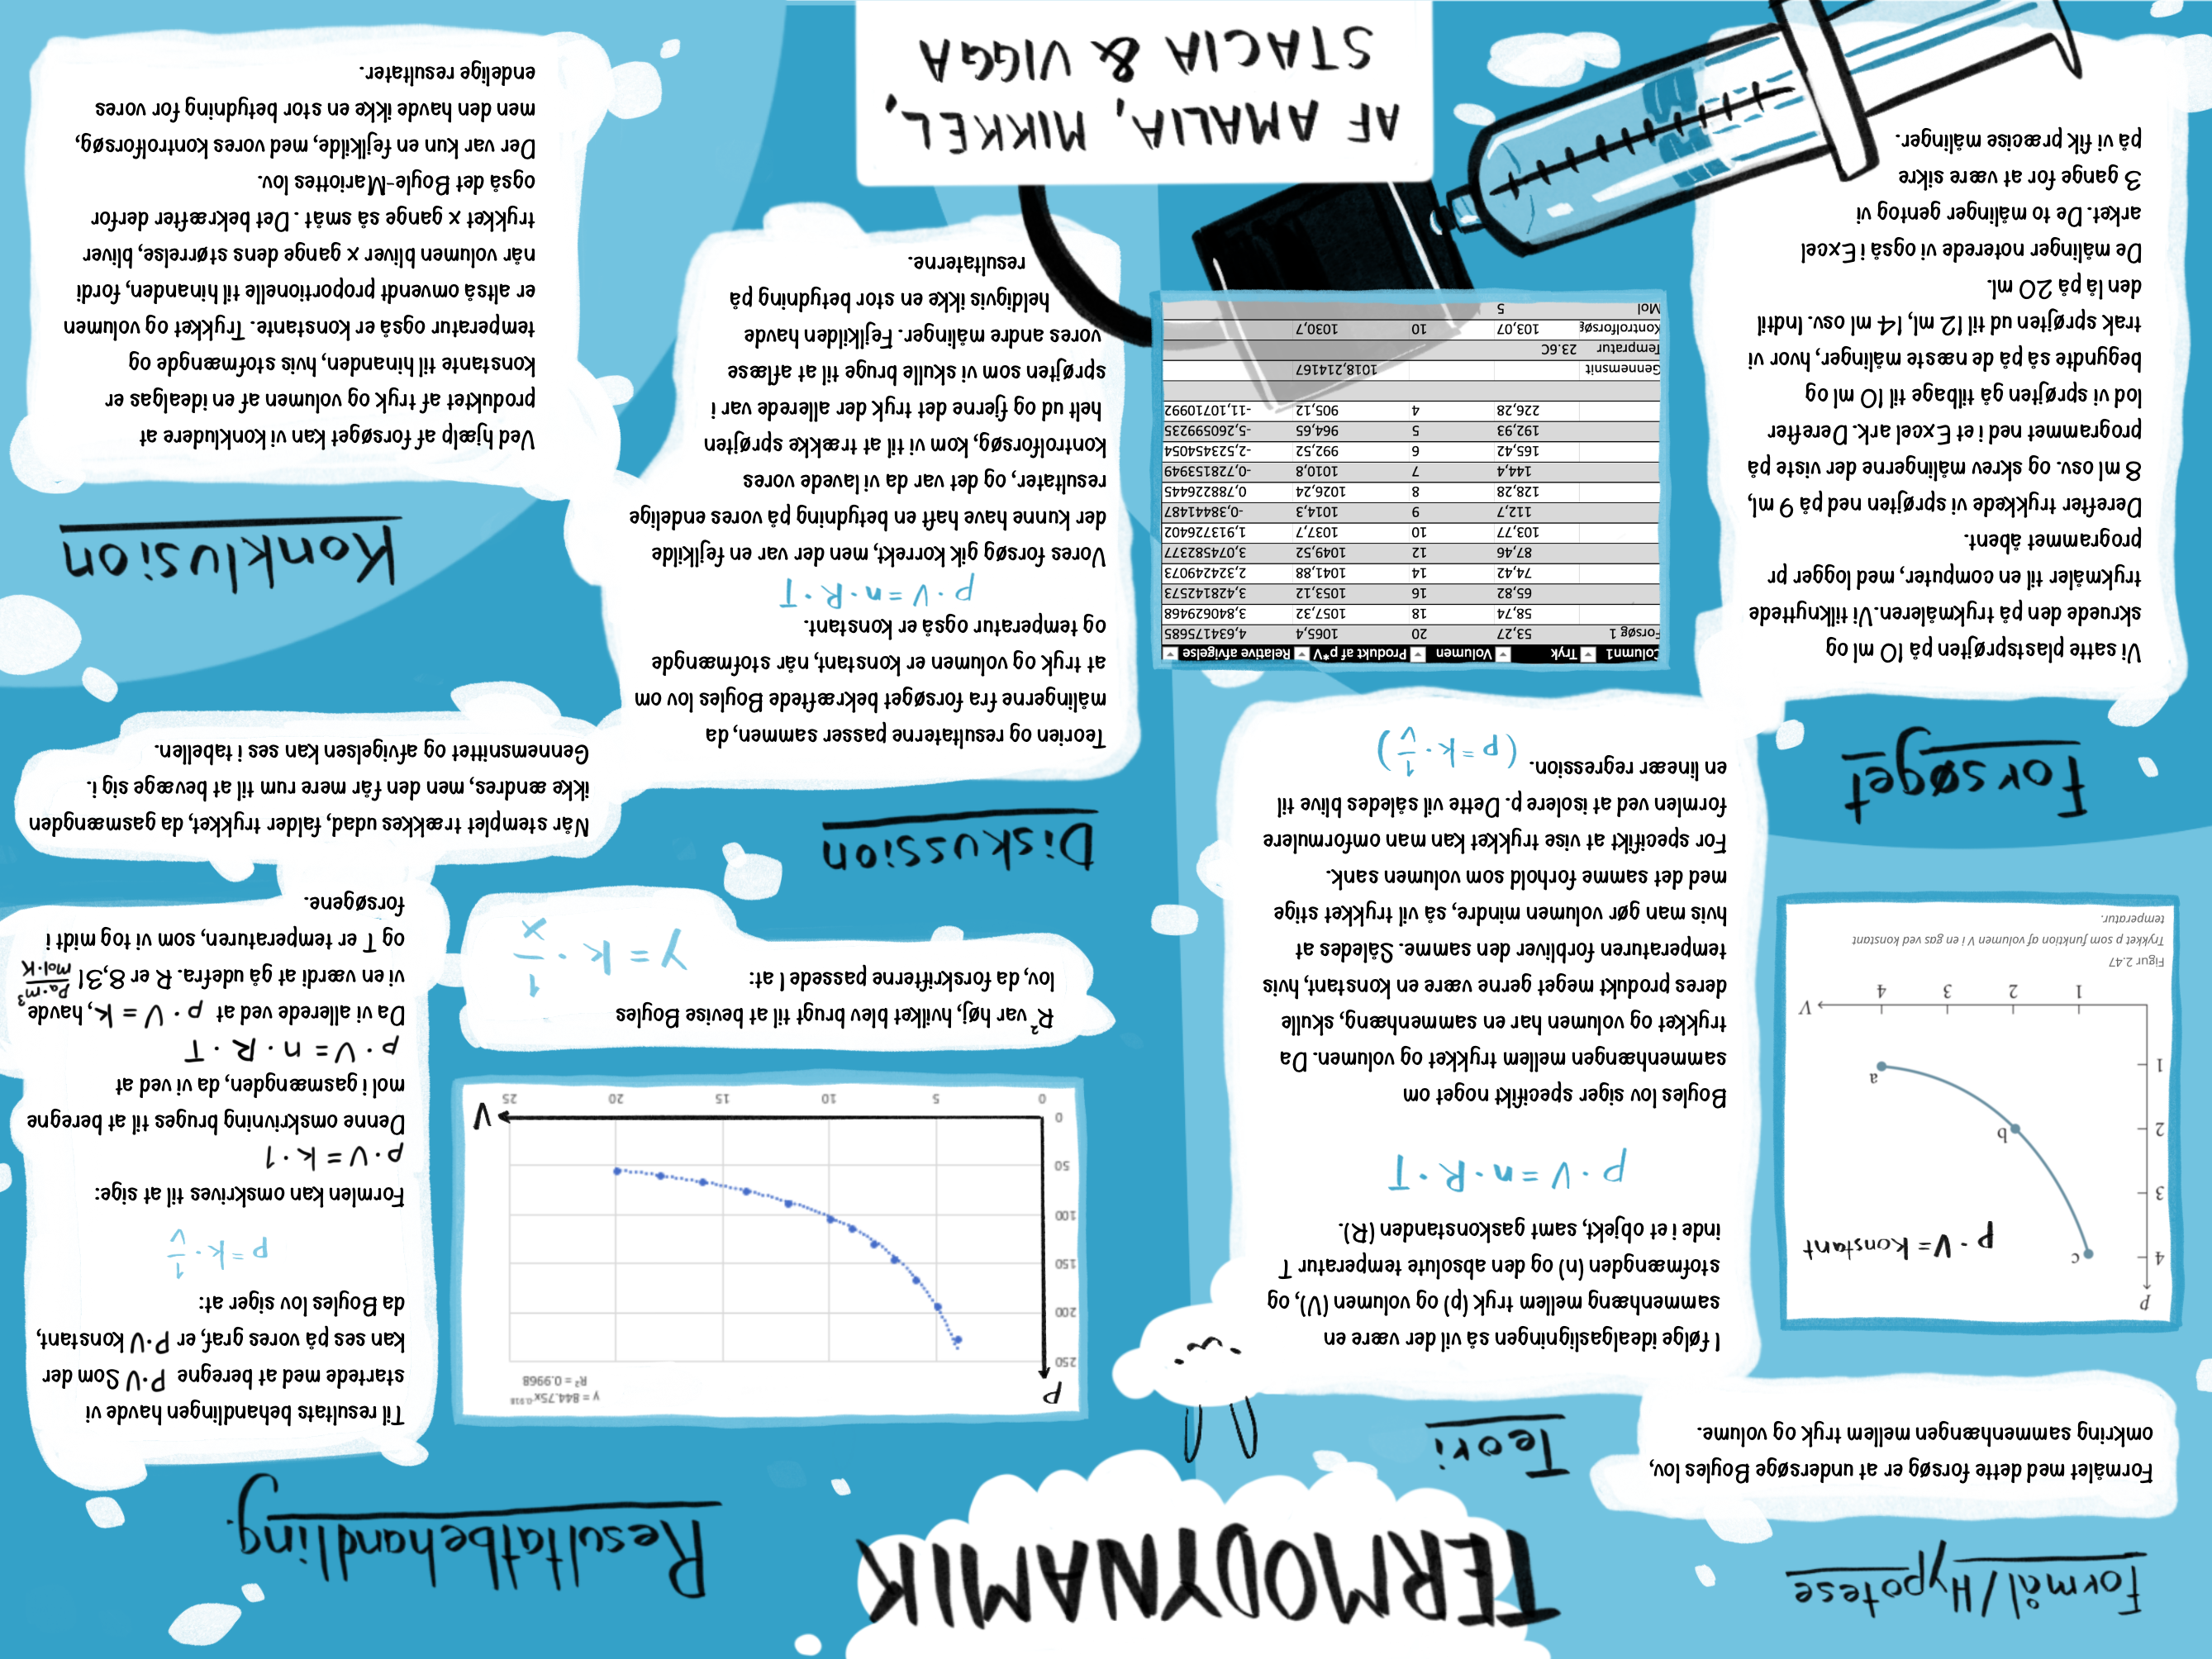 TERMODYNAMIK
Formål/Hypotese
Formålet med dette forsøg er at undersøge Boyles lov,
omkring sammenhængen mellem tryk og volume.
p
4
3
2
1
1
2
3
4
V
c
b
a
p · V = konstant
Figur 2.47
Trykket p som funktion af volumen V i en gas ved konstant
temperatur.
Teori
I følge idealgasligningen så vil der være en
sammenhæng mellem tryk (p) og volumen (V), og
stofmængden (n) og den absolute temperatur T
inde i et objekt, samt gaskonstanden (R).
p · V = n · R · T
Boyles lov siger specifikt noget om
sammenhængen mellem trykket og volumen. Da
trykket og volumen har en sammenhæng, skulle
deres produkt meget gerne være en konstant, hvis
temperaturen forbliver den samme. Således at
hvis man gør volumen mindre, så vil trykket stige
med det samme forhold som volumen sank.
For specifikt at vise trykket kan man omformulere
formlen ved at isolere p. Dette vil således blive til
en lineær regression. (p = k · 1/v)
Forsøget
Vi satte plastsprøjten på 10 ml og
skruede den på trykmåleren. Vi tilknyttede
trykmåler til en computer, med logger pr
programmet åbent.
Derefter trykkede vi sprøjten ned på 9 ml,
8 ml osv. og skrev målingerne der viste på
programmet ned i et Excel ark. Derefter
lod vi sprøjten gå tilbage til 10 ml og
begyndte så på de næste målinger, hvor vi
trak sprøjten ud til 12 ml, 14 ml osv. Indtil
den lå på 20 ml.
De målinger noterede vi også i Excel
arket. De to målinger gentog vi
3 gange for at være sikre
på vi fik præcise målinger.
Column1 Tryk Volumen Produkt af p*V Relative afvigelse
Forsøg 1 53,27 20 1065,4 4,634175685
58,74 18 1057,32 3,840629468
65,82 16 1053,12 3,428142573
74,42 14 1041,88 2,324249073
87,46 12 1049,52 3,074582377
103,77 10 1037,7 1,913726402
112,7 9 1014,3 -0,38441487
128,28 8 1026,24 0,788226445
144,4 7 1010,8 -0,728153949
165,42 6 992,52 -2,523454054
192,93 5 964,65 -5,260599235
226,28 4 905,12 -11,10710992
Gennemsnit 1018,214167
Tempratur 23.6C
Kontrolforsøg 103,07 10 1030,7
Mol 5
Resultatbehandling
Til resultats behandlingen havde vi
startede med at beregne P·V Som der
kan ses på vores graf, er P·V konstant,
da Boyles lov siger at:
p = k · 1/v
Formlen kan omskrives til at sige:
p · V = k · 1
Denne omskrivning bruges til at beregne
mol i gasmængden, da vi ved at
p · V = n · R · T
Da vi allerede ved at p · V = k, havde
vi en værdi at gå udefra. R er 8,31 Pa·m³/mol·K
og T er temperaturen, som vi tog midt i
forsøgene.
P
y = 844.75x-0.918
R² = 0.9968
250
200
150
100
50
0
0
5
10
15
20
25
V
R² var høj, hvilket blev brugt til at bevise Boyles
lov, da forskrifterne passede l at:
y = k · 1/x
Når stemplet trækkes udad, falder trykket, da gasmængden
ikke ændres, men den får mere rum til at bevæge sig i.
Gennemsnittet og afvigelsen kan ses i tabellen.
Diskussion
Teorien og resultaterne passer sammen, da
målingerne fra forsøget bekræftede Boyles lov om
at tryk og volumen er konstant, når stofmængde
og temperatur også er konstant.
p · V = n · R · T
Vores forsøg gik korrekt, men der var en fejlkilde
der kunne have haft en betydning på vores endelige
resultater, og det var da vi lavede vores
kontrolforsøg, kom vi til at trække sprøjten
helt ud og fjerne det tryk der allerede var i
sprøjten som vi skulle bruge til at aflæse
vores andre målinger. Fejlkilden havde
heldigvis ikke en stor betydning på
resultaterne.
Konklusion
Ved hjælp af forsøget kan vi konkludere at
produktet af tryk og volumen af en idealgas er
konstante til hinanden, hvis stofmængde og
temperatur også er konstante. Trykket og volumen
er altså omvendt proportionelle til hinanden, fordi
når volumen bliver x gange dens størrelse, bliver
trykket x gange så småt . Det bekræfter derfor
også det Boyle-Mariottes lov.
Der var kun en fejlkilde, med vores kontrolforsøg,
men den havde ikke en stor betydning for vores
endelige resultater.
AF AMALIA, MIKKEL,
STACIA & VIGGA